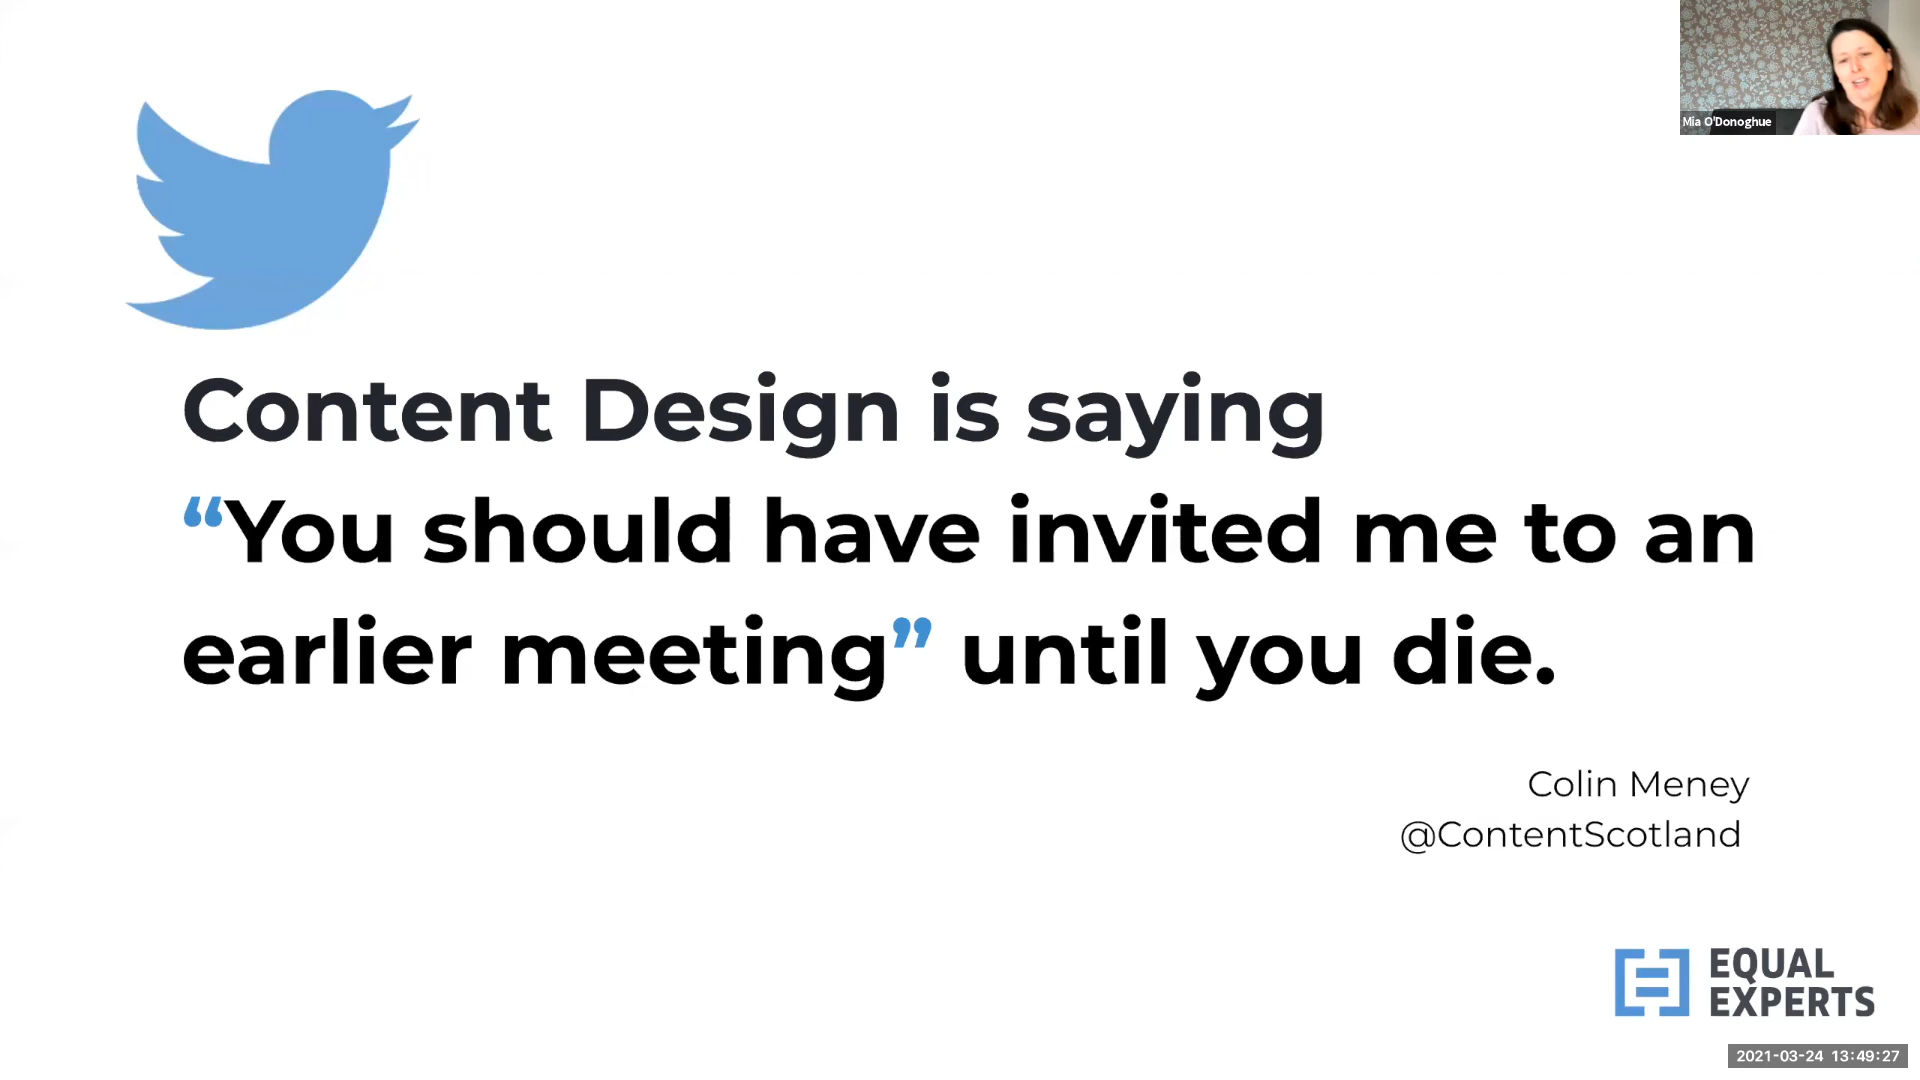 Mia O'Donoghue
Content Design is saying
“You should have invited me to an
earlier meeting” until you die.
Colin Meney
@ContentScotland
EQUAL
EXPERTS
2021-03-24 13:49:27